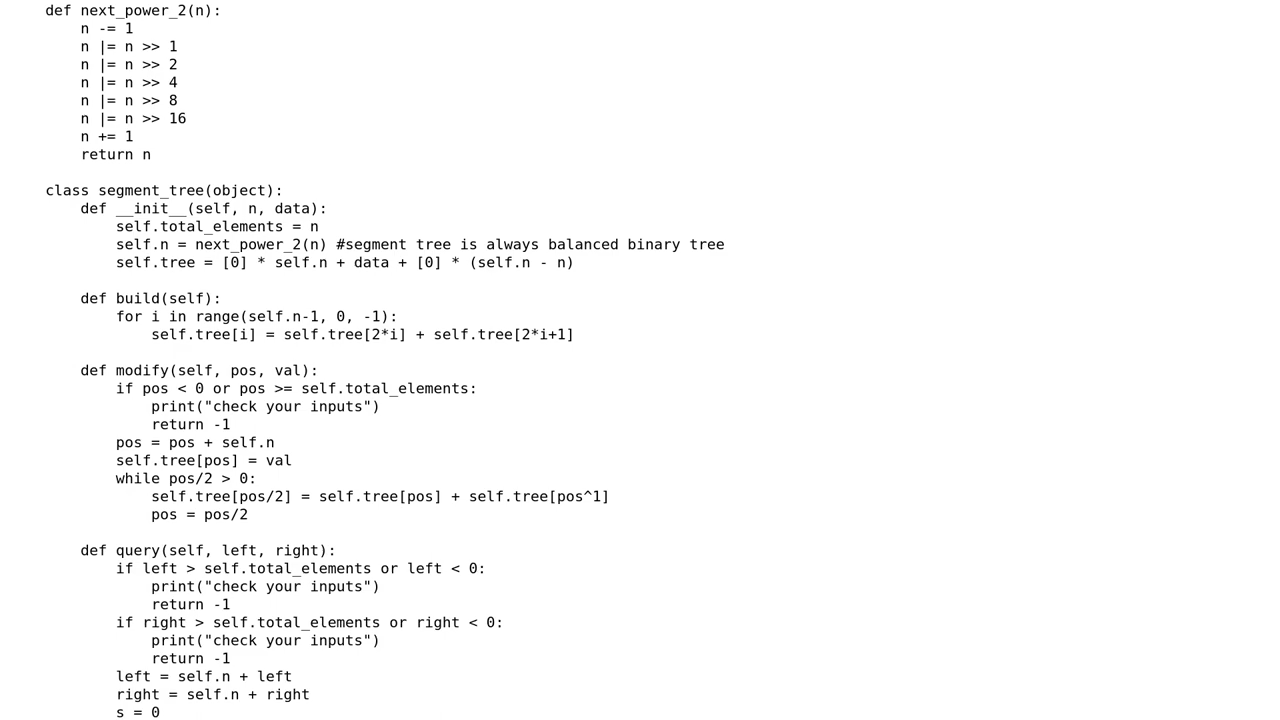 def next_power_2(n):
    n -= 1
    n |= n >> 1
    n |= n >> 2
    n |= n >> 4
    n |= n >> 8
    n |= n >> 16
    n += 1
    return n

class segment_tree(object):
    def __init__(self, n, data):
        self.total_elements = n
        self.n = next_power_2(n) #segment tree is always balanced binary tree
        self.tree = [0] * self.n + data + [0] * (self.n - n)

    def build(self):
        for i in range(self.n-1, 0, -1):
            self.tree[i] = self.tree[2*i] + self.tree[2*i+1]

    def modify(self, pos, val):
        if pos < 0 or pos >= self.total_elements:
            print("check your inputs")
            return -1
        pos = pos + self.n
        self.tree[pos] = val
        while pos/2 > 0:
            self.tree[pos/2] = self.tree[pos] + self.tree[pos^1]
            pos = pos/2

    def query(self, left, right):
        if left > self.total_elements or left < 0:
            print("check your inputs")
            return -1
        if right > self.total_elements or right < 0:
            print("check your inputs")
            return -1
        left = self.n + left
        right = self.n + right
        s = 0